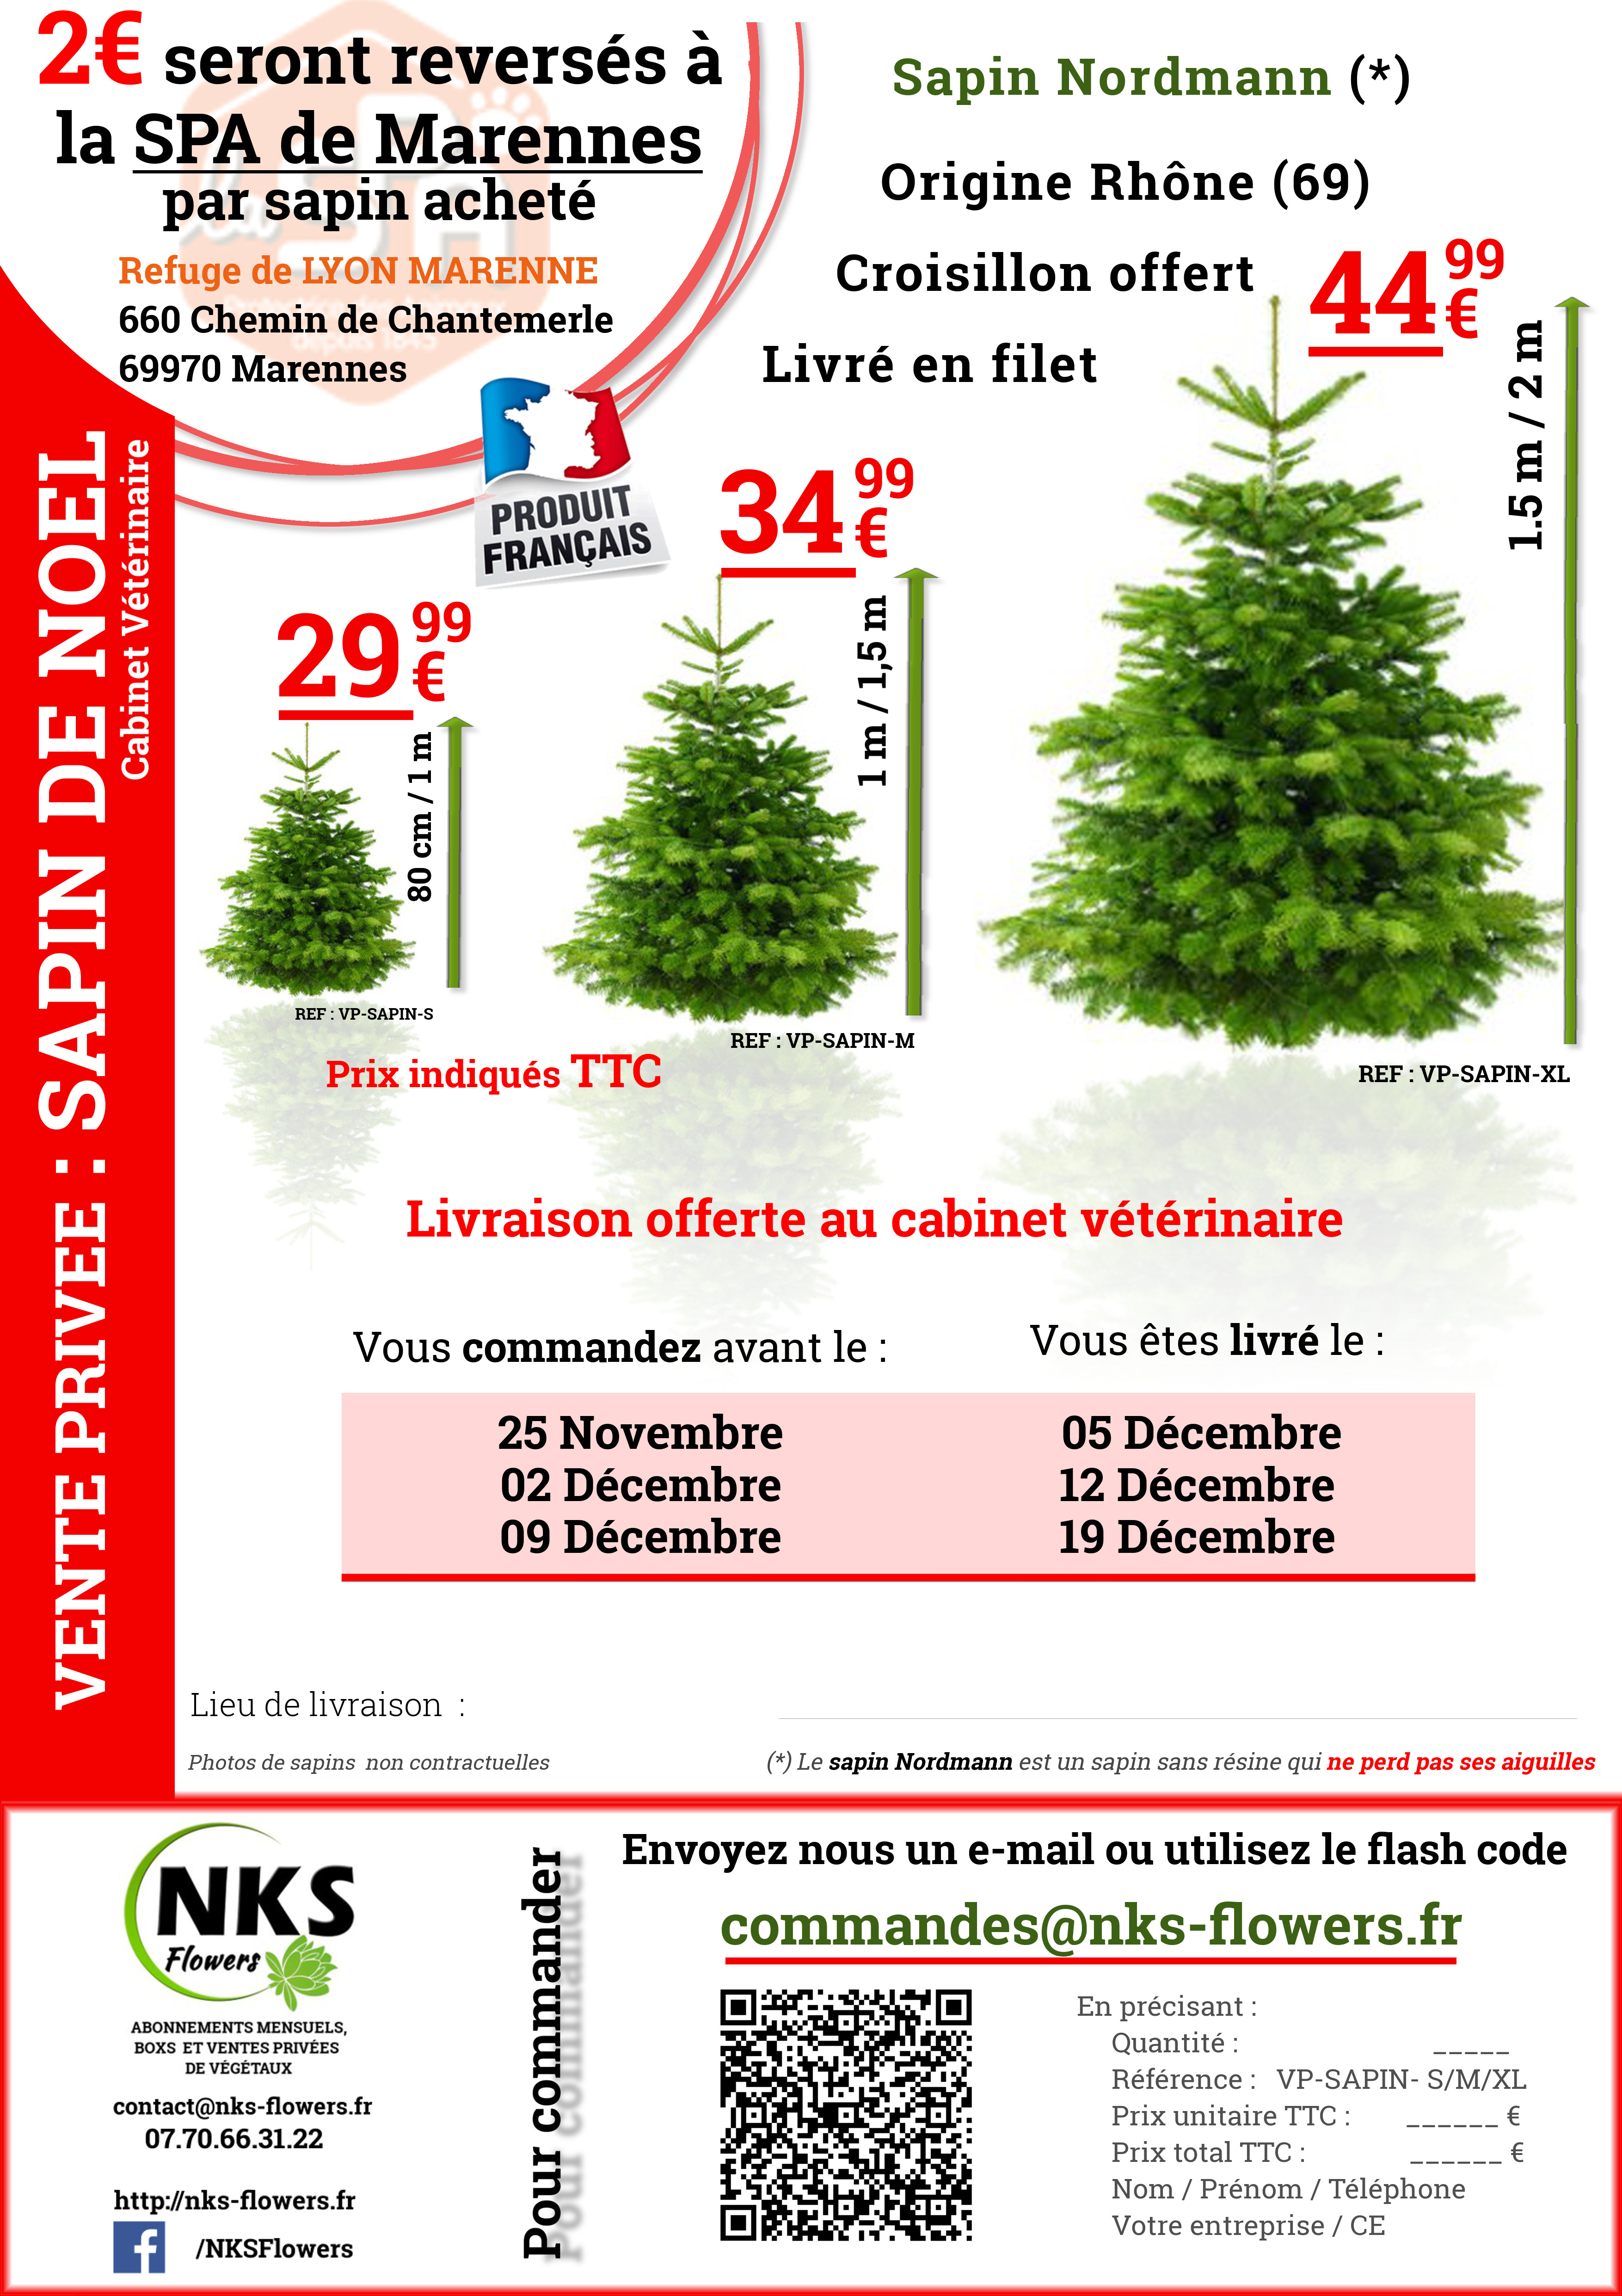 2€ seront reversés à
la SPA de Marennes
par sapin acheté
Refuge de LYON MARENNE
660 Chemin de Chantemerle
69970 Marennes
Sapin Nordmann (*)
Origine Rhône (69)
Croisillon offert
Livré en filet
PRODUIT
FRANÇAIS
VENTE PRIVEE : SAPIN DE NOEL
Cabinet Vétérinaire
29 99 €
80 cm / 1 m
REF : VP-SAPIN-S
34 99 €
1 m / 1,5 m
REF : VP-SAPIN-M
44 99 €
1.5 m / 2 m
REF : VP-SAPIN-XL
Prix indiqués TTC
Livraison offerte au cabinet vétérinaire
Vous commandez avant le : Vous êtes livré le :
25 Novembre 05 Décembre
02 Décembre 12 Décembre
09 Décembre 19 Décembre
Lieu de livraison :
Photos de sapins non contractuelles
(*) Le sapin Nordmann est un sapin sans résine qui ne perd pas ses aiguilles
NKS
Flowers
ABONNEMENTS MENSUELS,
BOXS ET VENTES PRIVÉES
DE VÉGÉTAUX
contact@nks-flowers.fr
07.70.66.31.22
http://nks-flowers.fr
f /NKSFlowers
Pour commander
Envoyez nous un e-mail ou utilisez le flash code
commandes@nks-flowers.fr
En précisant :
Quantité : _____
Référence : VP-SAPIN- S/M/XL
Prix unitaire TTC : ______ €
Prix total TTC : ______ €
Nom / Prénom / Téléphone
Votre entreprise / CE